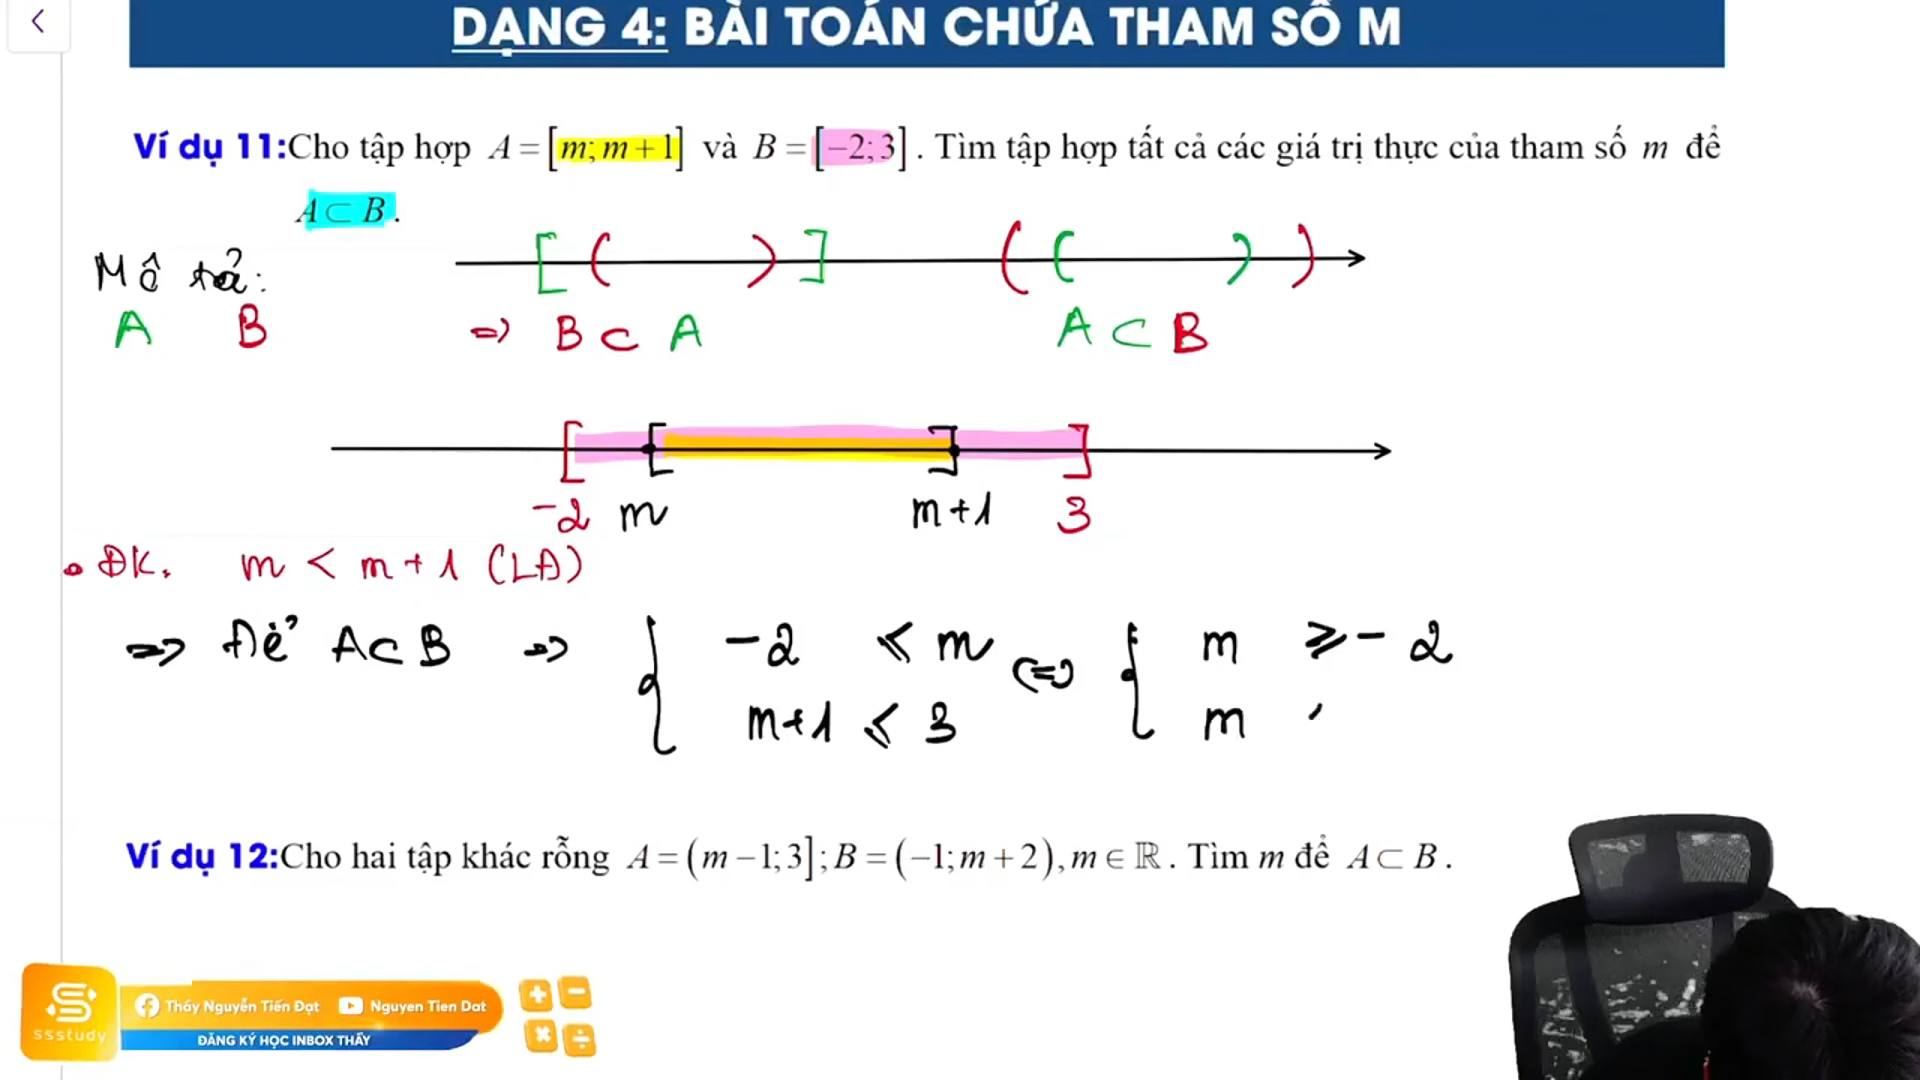 DẠNG 4: BÀI TOÁN CHỨA THAM SỐ M
Ví dụ 11: Cho tập hợp A = [m; m + 1] và B = [−2; 3]. Tìm tập hợp tất cả các giá trị thực của tham số m để
A ⊂ B.
Mô tả:
[ ( ) ] ( ( ) )
A B => B ⊂ A A ⊂ B
[ [ ] ]
-2 m m+1 3
• ĐK. m < m + 1 (LĐ)
=> Để A ⊂ B => { -2 ⩽ m <=> { m ⩾ -2
m+1 ⩽ 3 m
Ví dụ 12: Cho hai tập khác rỗng A = (m − 1; 3]; B = (−1; m + 2), m ∈ ℝ. Tìm m để A ⊂ B.
ssstudy
Thầy Nguyễn Tiến Đạt Nguyen Tien Dat
ĐĂNG KÝ HỌC INBOX THẦY